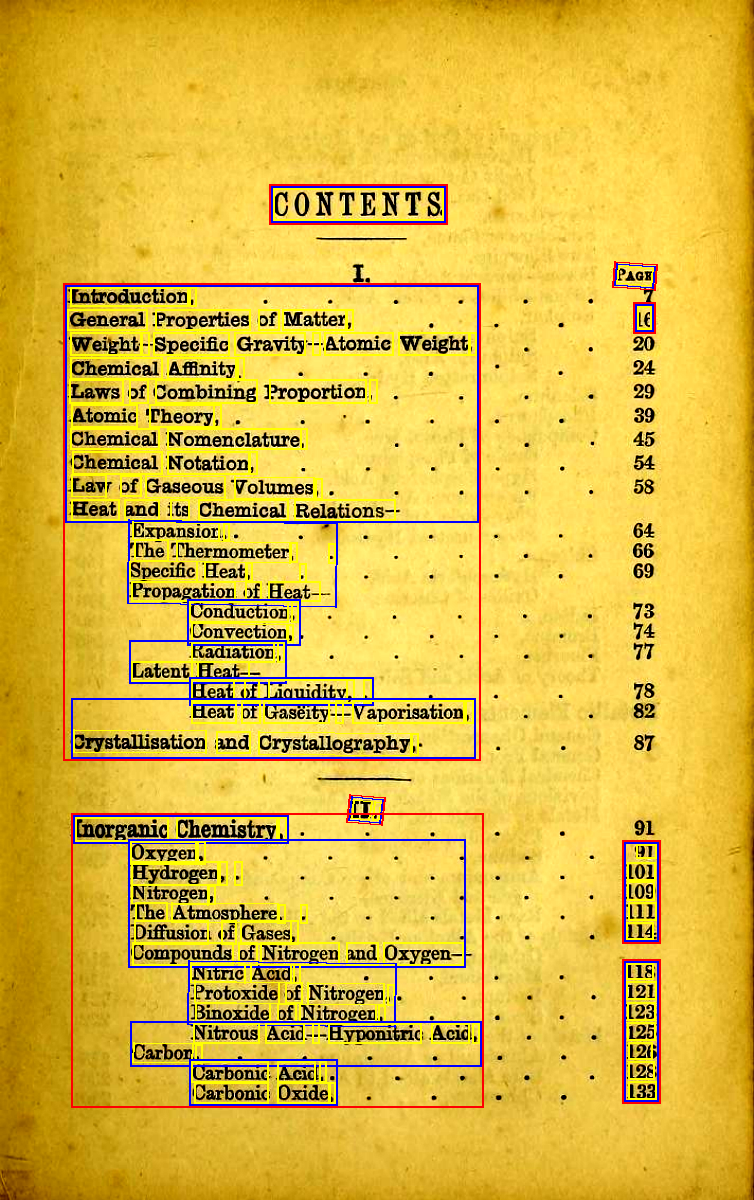 CONTENTS.
I.
PAGE
Introduction, . . . . . . 7
General Properties of Matter, . . . 16
Weight--Specific Gravity--Atomic Weight, . . 20
Chemical Affinity, . . . . . 24
Laws of Combining Proportion, . . . . 29
Atomic Theory, . . . . . . 39
Chemical Nomenclature, . . . . 45
Chemical Notation, . . . . . 54
Law of Gaseous Volumes, . . . . . 58
Heat and its Chemical Relations--
Expansion, . . . . . . 64
The Thermometer, . . . . . 66
Specific Heat, . . . . . 69
Propagation of Heat--
Conduction, . . . . . 73
Convection, . . . . . 74
Radiation, . . . . . 77
Latent Heat--
Heat of Liquidity, . . . . 78
Heat of Gaseity--Vaporisation, . . 82
Crystallisation and Crystallography, . . . 87
II.
Inorganic Chemistry, . . . . . 91
Oxygen, . . . . . . 91
Hydrogen, . . . . . . 101
Nitrogen, . . . . . . 109
The Atmosphere, . . . . . 111
Diffusion of Gases, . . . . . 114
Compounds of Nitrogen and Oxygen--
Nitric Acid, . . . . . 118
Protoxide of Nitrogen, . . . . 121
Binoxide of Nitrogen, . . . . 123
Nitrous Acid--Hyponitric Acid, . . 125
Carbon, . . . . . . 126
Carbonic Acid, . . . . . 128
Carbonic Oxide, . . . . 133